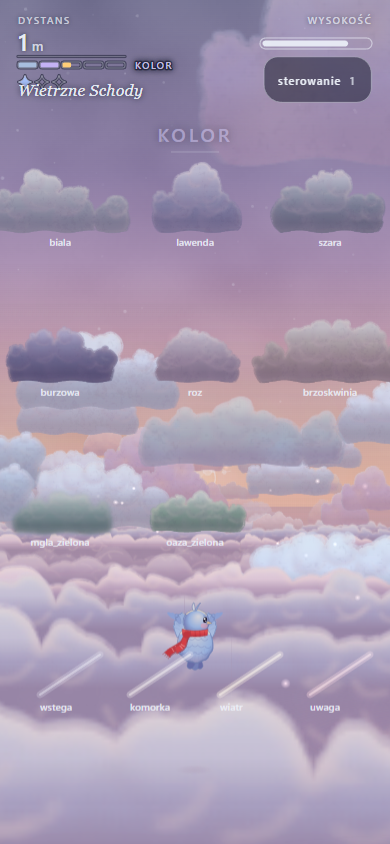 DYSTANS
WYSOKOŚĆ
1 m
KOLOR
sterowanie 1
Wietrzne Schody
KOLOR
biala
lawenda
szara
burzowa
roz
brzoskwinia
mgla_zielona
oaza_zielona
wstega
komorka
wiatr
uwaga